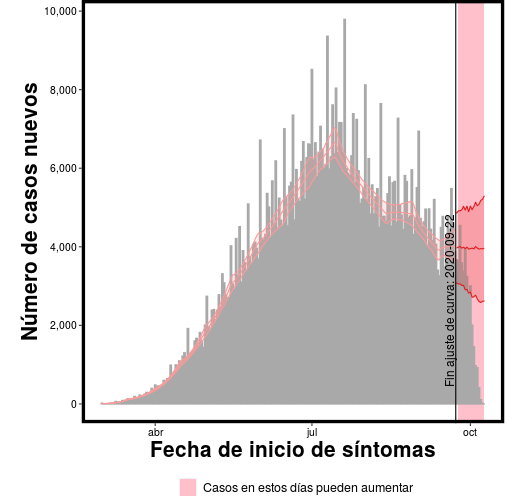 Número de casos nuevos
10,000
8,000
6,000
4,000
2,000
0
Fin ajuste de curva: 2020-09-22
abr
jul
oct
Fecha de inicio de síntomas
Casos en estos días pueden aumentar